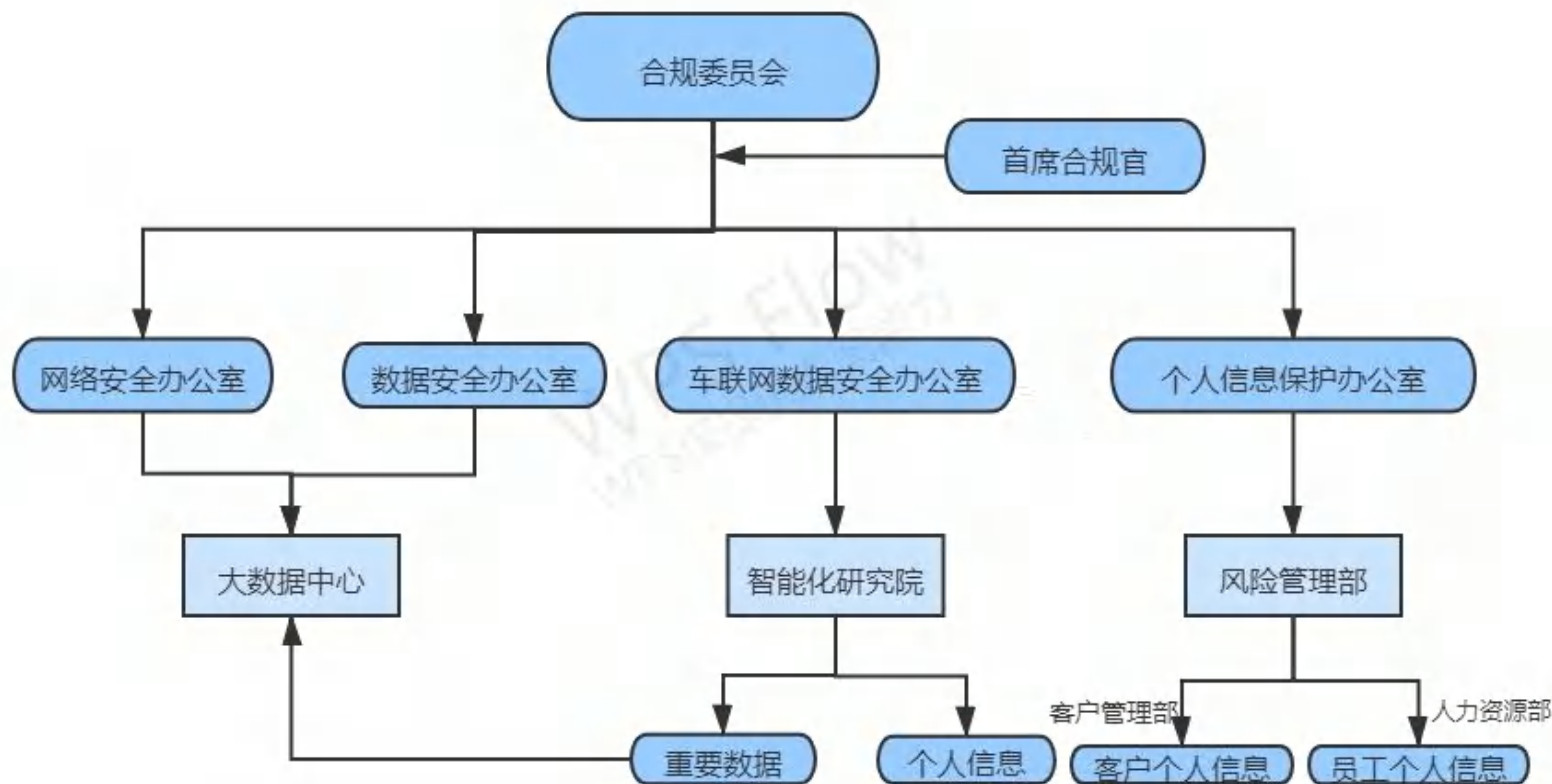 合规委员会
首席合规官
网络安全办公室
数据安全办公室
车联网数据安全办公室
个人信息保护办公室
WPS Flow
大数据中心
智能化研究院
风险管理部
客户管理部
人力资源部
重要数据
个人信息
客户个人信息
员工个人信息